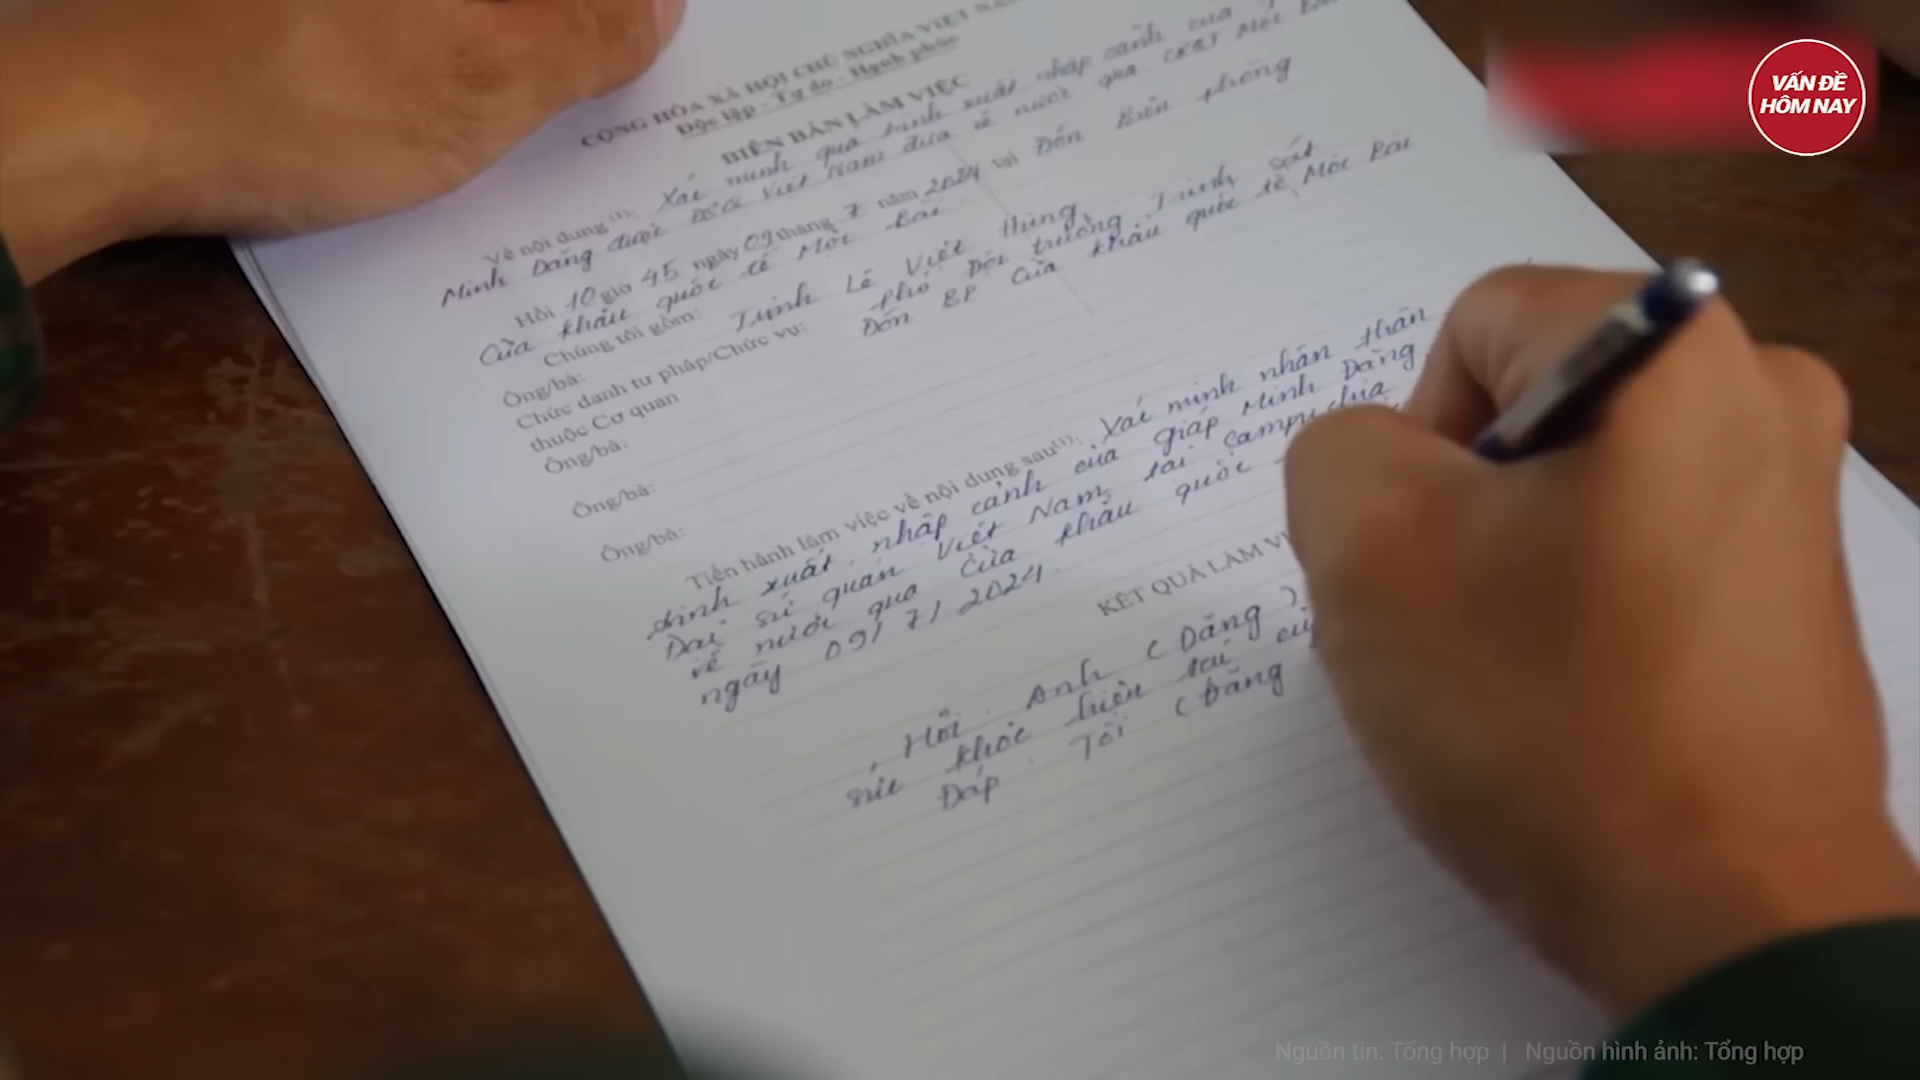 CỘNG HÒA XÃ HỘI CHỦ NGHĨA VIỆT NA
Độc lập - Tự do - Hạnh phúc
BIÊN BẢN LÀM VIỆC
Về nội dung (1): Xác minh quá trình xuất nhập cảnh của
Minh Đăng được ĐSQ Việt Nam đưa về nước qua CKQT Mộc Bài
Hồi 10 giờ 45 ngày 09 tháng 7 năm 2024 tại Đồn Biên phòng
Cửa khẩu quốc tế Mộc Bài
Chúng tôi gồm:
Ông/bà: Trịnh Lê Việt Hùng
Chức danh tư pháp/Chức vụ: phó Đội trưởng Trinh sát
thuộc Cơ quan Đồn BP Cửa khẩu quốc tế Mộc Bài
Ông/bà:
Ông/bà:
Ông/bà:
Tiến hành làm việc về nội dung sau(1): Xác minh nhân thân
trình xuất nhập cảnh của Giáp Minh Đăng
Đại sứ quán Việt Nam tại Campuchia
về nước qua Cửa khẩu quốc
ngày 09/7/2024
KẾT QUẢ LÀM VI
Hỏi: Anh (Đăng)
sức khỏe hiện tại
Đáp: Tôi (Đăng
VẤN ĐỀ
HÔM NAY
Nguồn tin: Tổng hợp | Nguồn hình ảnh: Tổng hợp